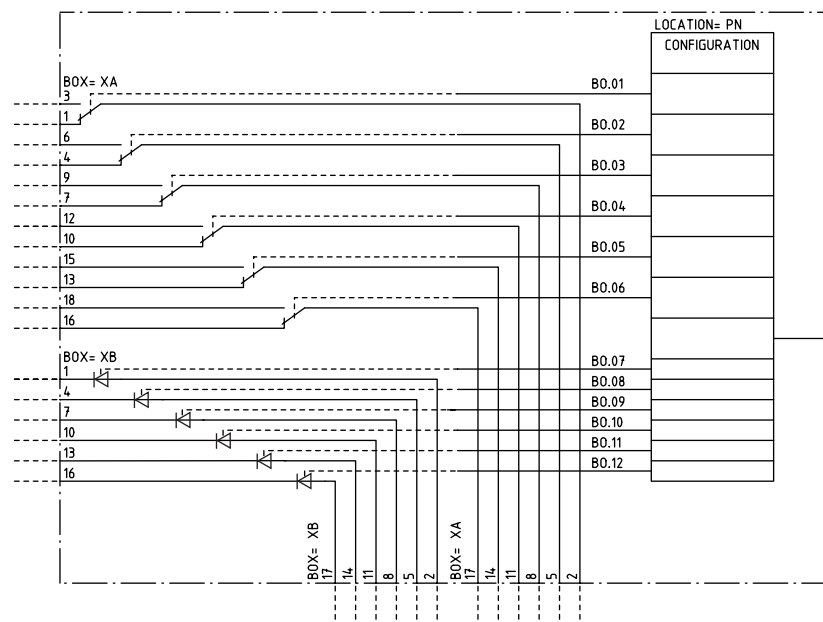 LOCATION= PN
CONFIGURATION
BOX= XA
BO.01
3
1
BO.02
6
4
BO.03
9
7
BO.04
12
10
BO.05
15
13
BO.06
18
16
BOX= XB
BO.07
1
BO.08
4
BO.09
7
BO.10
10
BO.11
13
BO.12
16
BOX= XB
17
14
11
8
5
2
BOX= XA
17
14
11
8
5
2